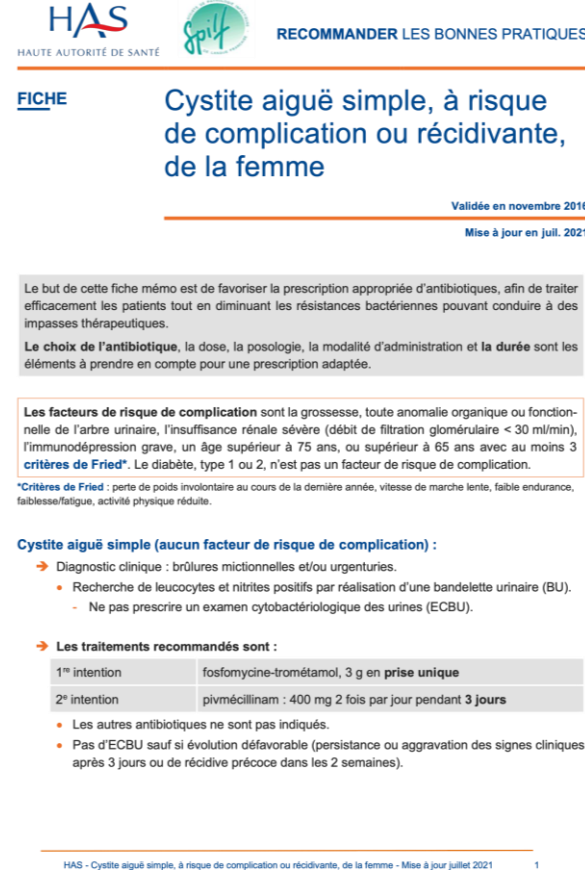 HAS
HAUTE AUTORITÉ DE SANTÉ
Spilf
RECOMMANDER LES BONNES PRATIQUES
FICHE
Cystite aiguë simple, à risque
de complication ou récidivante,
de la femme
Validée en novembre 2016
Mise à jour en juil. 2021
Le but de cette fiche mémo est de favoriser la prescription appropriée d’antibiotiques, afin de traiter
efficacement les patients tout en diminuant les résistances bactériennes pouvant conduire à des
impasses thérapeutiques.
Le choix de l’antibiotique, la dose, la posologie, la modalité d’administration et la durée sont les
éléments à prendre en compte pour une prescription adaptée.
Les facteurs de risque de complication sont la grossesse, toute anomalie organique ou fonction-
nelle de l’arbre urinaire, l’insuffisance rénale sévère (débit de filtration glomérulaire < 30 ml/min),
l’immunodépression grave, un âge supérieur à 75 ans, ou supérieur à 65 ans avec au moins 3
critères de Fried*. Le diabète, type 1 ou 2, n’est pas un facteur de risque de complication.
*Critères de Fried : perte de poids involontaire au cours de la dernière année, vitesse de marche lente, faible endurance,
faiblesse/fatigue, activité physique réduite.
Cystite aiguë simple (aucun facteur de risque de complication) :
➔ Diagnostic clinique : brûlures mictionnelles et/ou urgenturies.
• Recherche de leucocytes et nitrites positifs par réalisation d’une bandelette urinaire (BU).
- Ne pas prescrire un examen cytobactériologique des urines (ECBU).
➔ Les traitements recommandés sont :
1re intention fosfomycine-trométamol, 3 g en prise unique
2e intention pivmécillinam : 400 mg 2 fois par jour pendant 3 jours
• Les autres antibiotiques ne sont pas indiqués.
• Pas d’ECBU sauf si évolution défavorable (persistance ou aggravation des signes cliniques
après 3 jours ou de récidive précoce dans les 2 semaines).
HAS - Cystite aiguë simple, à risque de complication ou récidivante, de la femme - Mise à jour juillet 2021 1